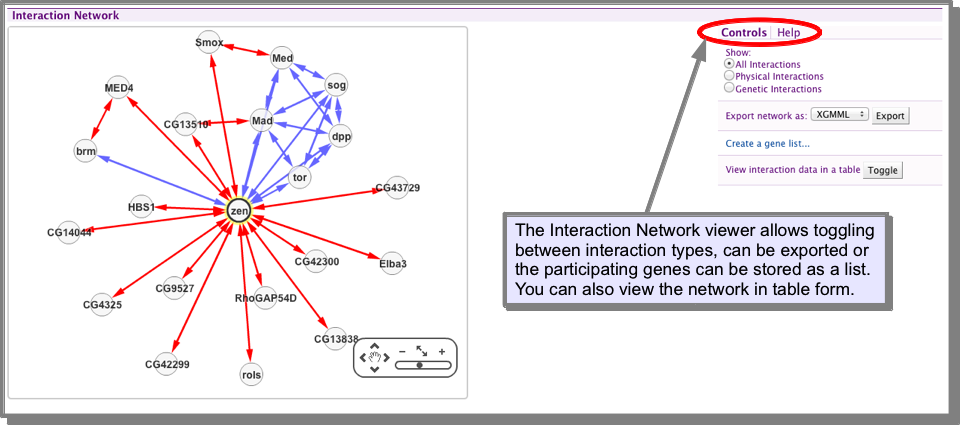 Interaction Network
Smox
Med
sog
MED4
CG13510
Mad
dpp
brm
tor
CG43729
HBS1
zen
CG14044
CG42300
Elba3
CG9527
RhoGAP54D
CG4325
CG13838
CG42299
rols
Controls
Help
Show:
All Interactions
Physical Interactions
Genetic Interactions
Export network as: XGMML Export
Create a gene list...
View interaction data in a table Toggle
The Interaction Network viewer allows toggling
between interaction types, can be exported or
the participating genes can be stored as a list.
You can also view the network in table form.